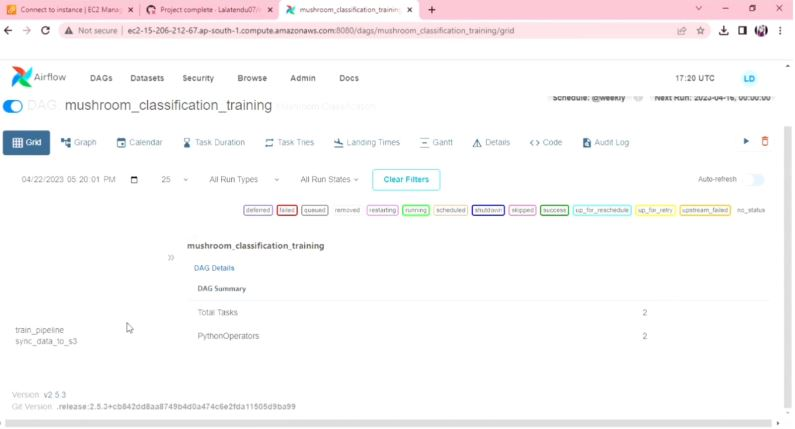 Connect to instance | EC2 Manag
Project complete · Lalatendu07/
mushroom_classification_training
Not secure | ec2-15-206-212-67.ap-south-1.compute.amazonaws.com:8080/dags/mushroom_classification_training/grid
Airflow DAGs Datasets Security Browse Admin Docs 17:20 UTC LD
DAG: mushroom_classification_training Mushroom Classification
Schedule: @weekly Next Run: 2023-04-16, 00:00:00
Grid Graph Calendar Task Duration Task Tries Landing Times Gantt Details Code Audit Log
04/22/2023 05:20:01 PM 25 All Run Types All Run States Clear Filters Auto-refresh
deferred failed queued removed restarting running scheduled shutdown skipped success up_for_reschedule up_for_retry upstream_failed no_status
mushroom_classification_training
DAG Details
DAG Summary
Total Tasks 2
PythonOperators 2
train_pipeline
sync_data_to_s3
Version: v2.5.3
Git Version: .release:2.5.3+cb842dd8aa8749b4d0a474c6e2fda11505d9ba99